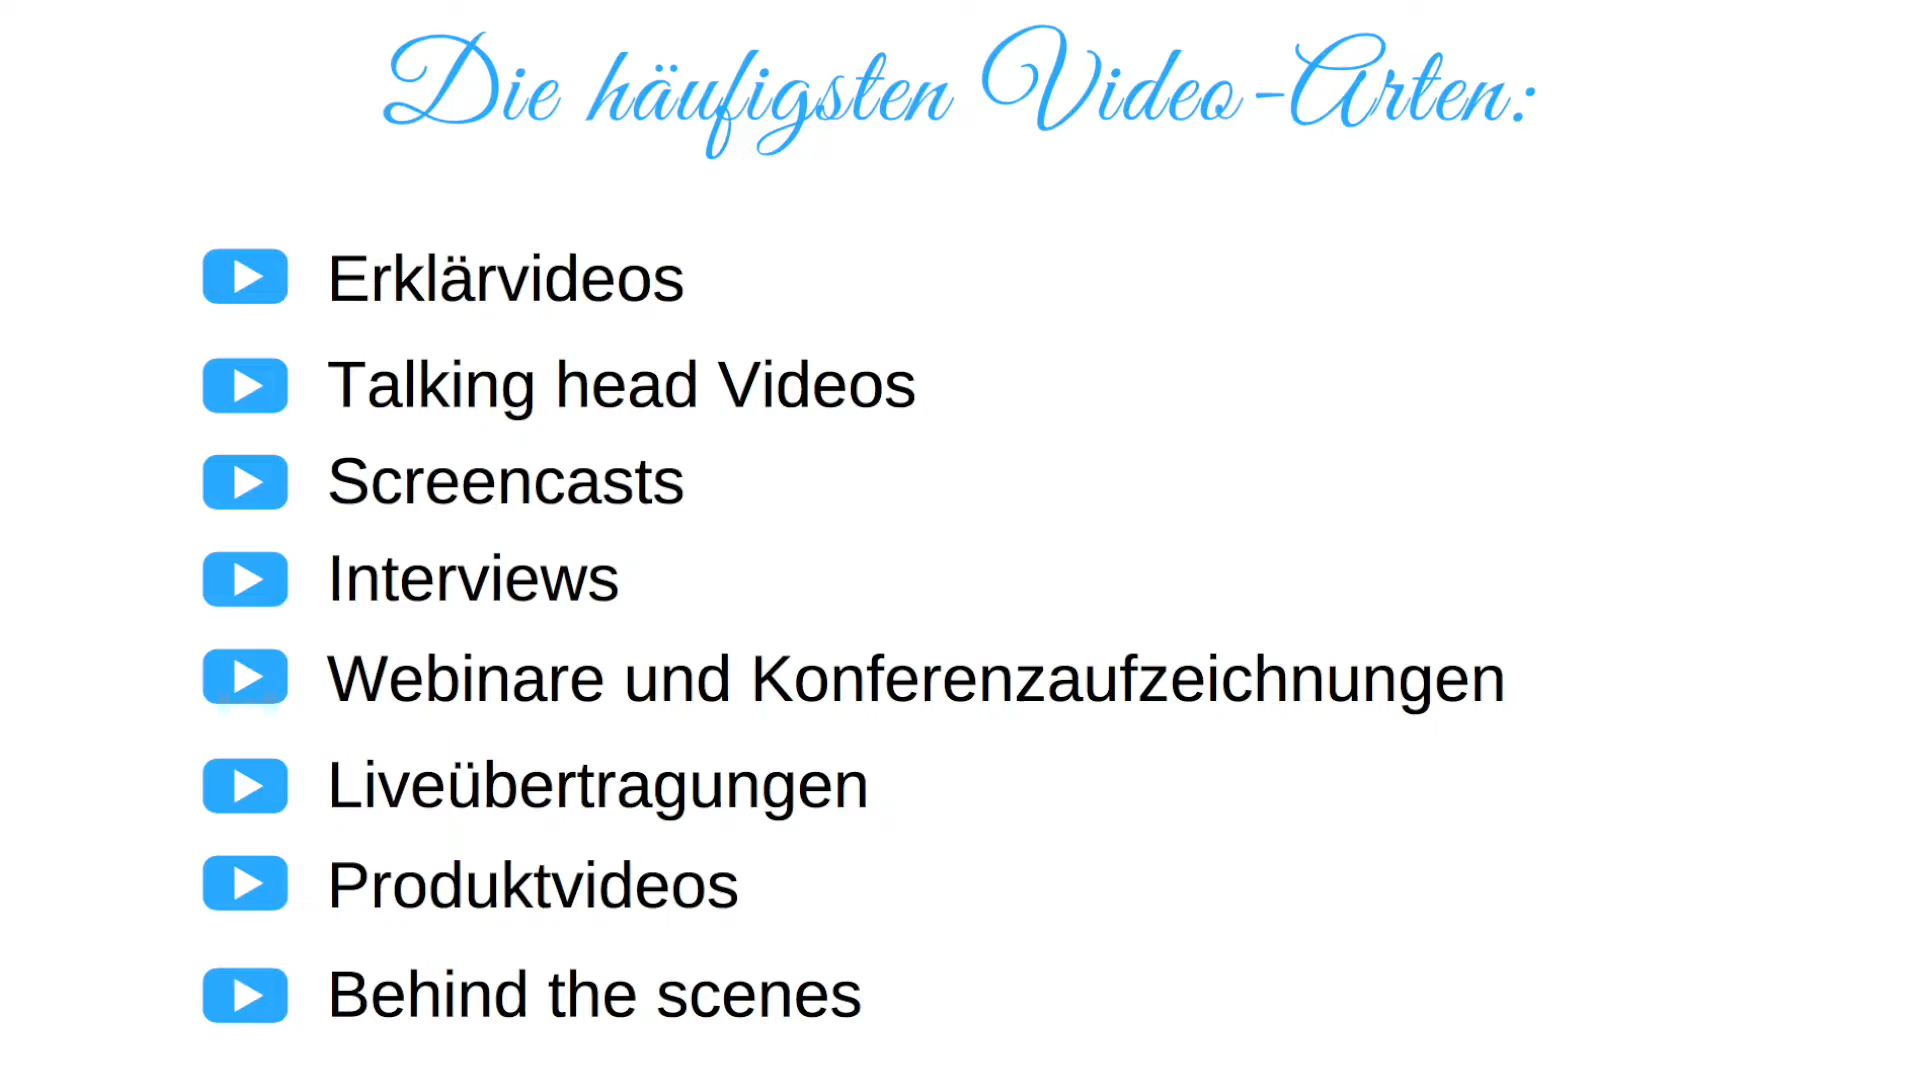 Die häufigsten Video-Arten:
Erklärvideos
Talking head Videos
Screencasts
Interviews
Webinare und Konferenzaufzeichnungen
Liveübertragungen
Produktvideos
Behind the scenes